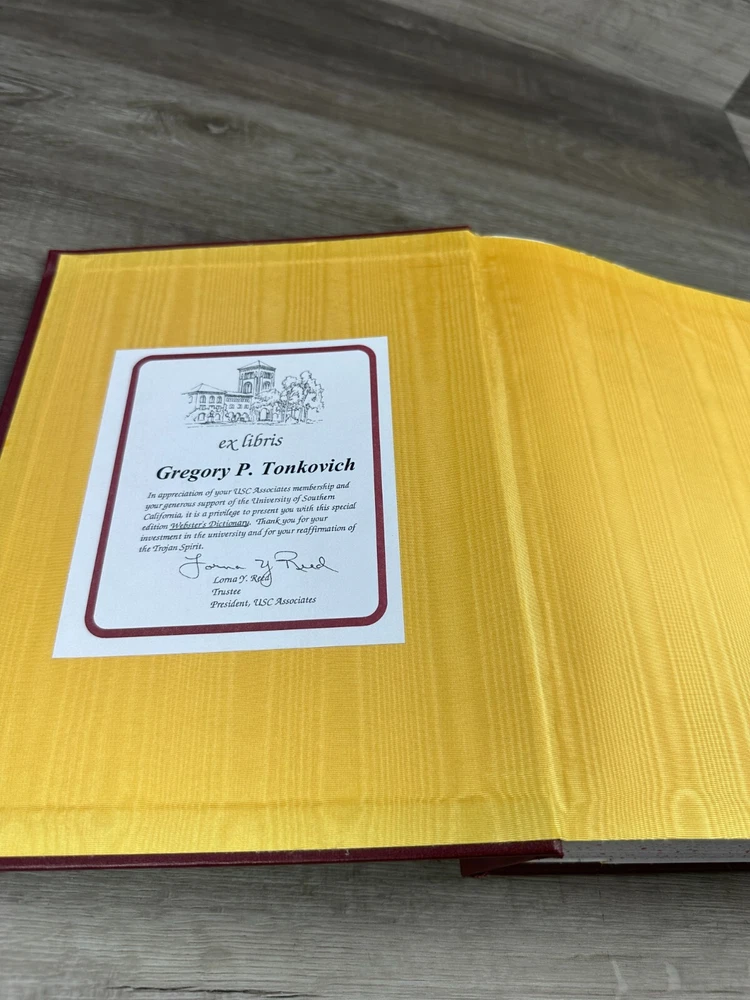 ex libris
Gregory P. Tonkovich
In appreciation of your USC Associates membership and
your generous support of the University of Southern
California, it is a privilege to present you with this special
edition Webster's Dictionary. Thank you for your
investment in the university and for your reaffirmation of
the Trojan Spirit.
Lorna Y. Reed
Lorna Y. Reed
Trustee
President, USC Associates